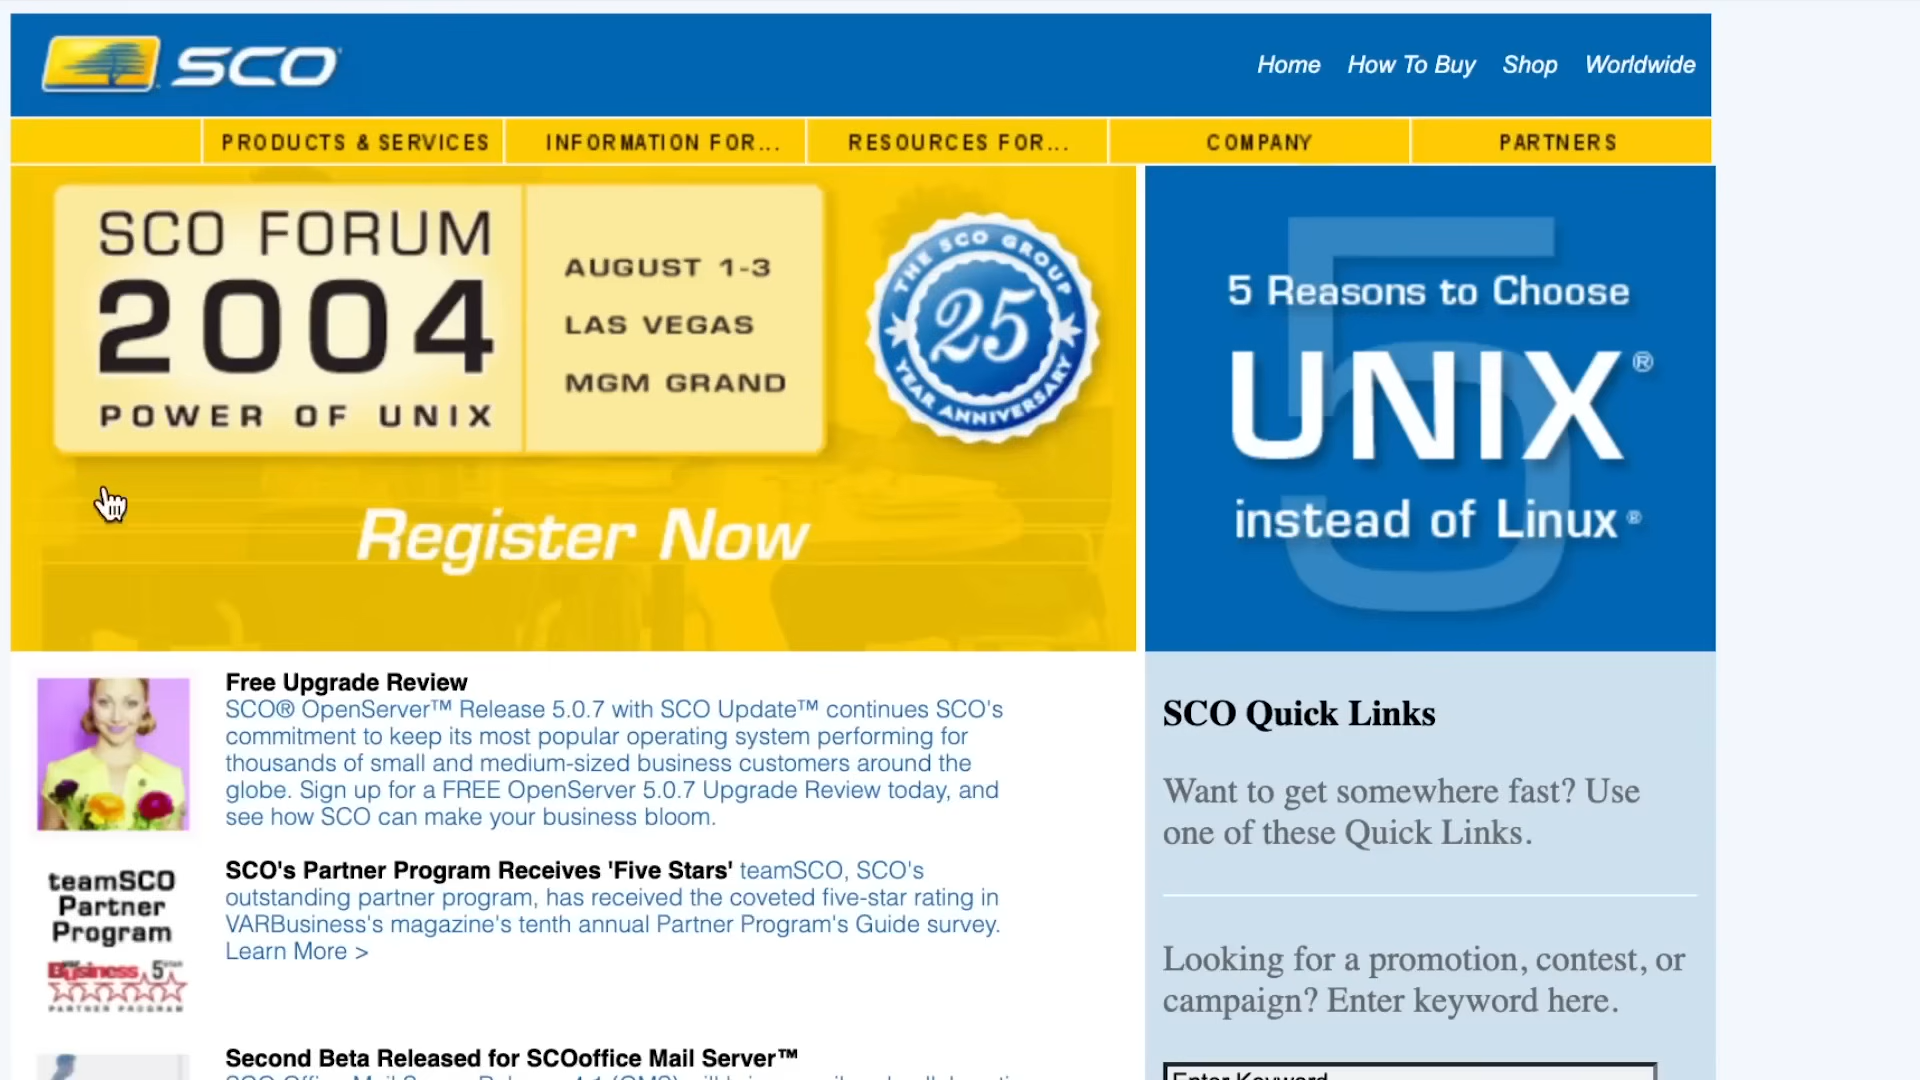 SCO
Home How To Buy Shop Worldwide
PRODUCTS & SERVICES INFORMATION FOR... RESOURCES FOR... COMPANY PARTNERS
SCO FORUM
2004
POWER OF UNIX
AUGUST 1-3
LAS VEGAS
MGM GRAND
THE SCO GROUP
25
YEAR ANNIVERSARY
Register Now
5
5 Reasons to Choose
UNIX®
instead of Linux®
Free Upgrade Review
SCO® OpenServer™ Release 5.0.7 with SCO Update™ continues SCO's
commitment to keep its most popular operating system performing for
thousands of small and medium-sized business customers around the
globe. Sign up for a FREE OpenServer 5.0.7 Upgrade Review today, and
see how SCO can make your business bloom.
teamSCO
Partner
Program
Business 5
PARTNER PROGRAM
SCO's Partner Program Receives 'Five Stars' teamSCO, SCO's
outstanding partner program, has received the coveted five-star rating in
VARBusiness's magazine's tenth annual Partner Program's Guide survey.
Learn More >
Second Beta Released for SCOoffice Mail Server™
SCO Quick Links
Want to get somewhere fast? Use
one of these Quick Links.
Looking for a promotion, contest, or
campaign? Enter keyword here.
Enter Keyword